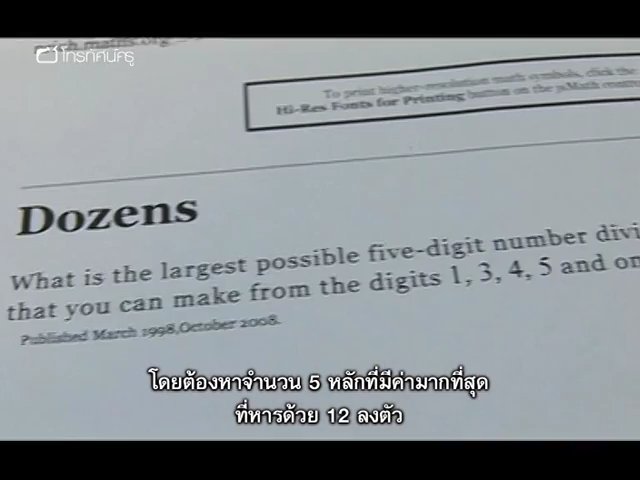 โทรทัศน์ครู
To print higher-resolution math symbols, click the
Hi-Res Fonts for Printing button on the jsMath contro
Dozens
What is the largest possible five-digit number divi
that you can make from the digits 1, 3, 4, 5 and on
Published March 1998,October 2008.
โดยต้องหาจำนวน 5 หลักที่มีค่ามากที่สุด
ที่หารด้วย 12 ลงตัว